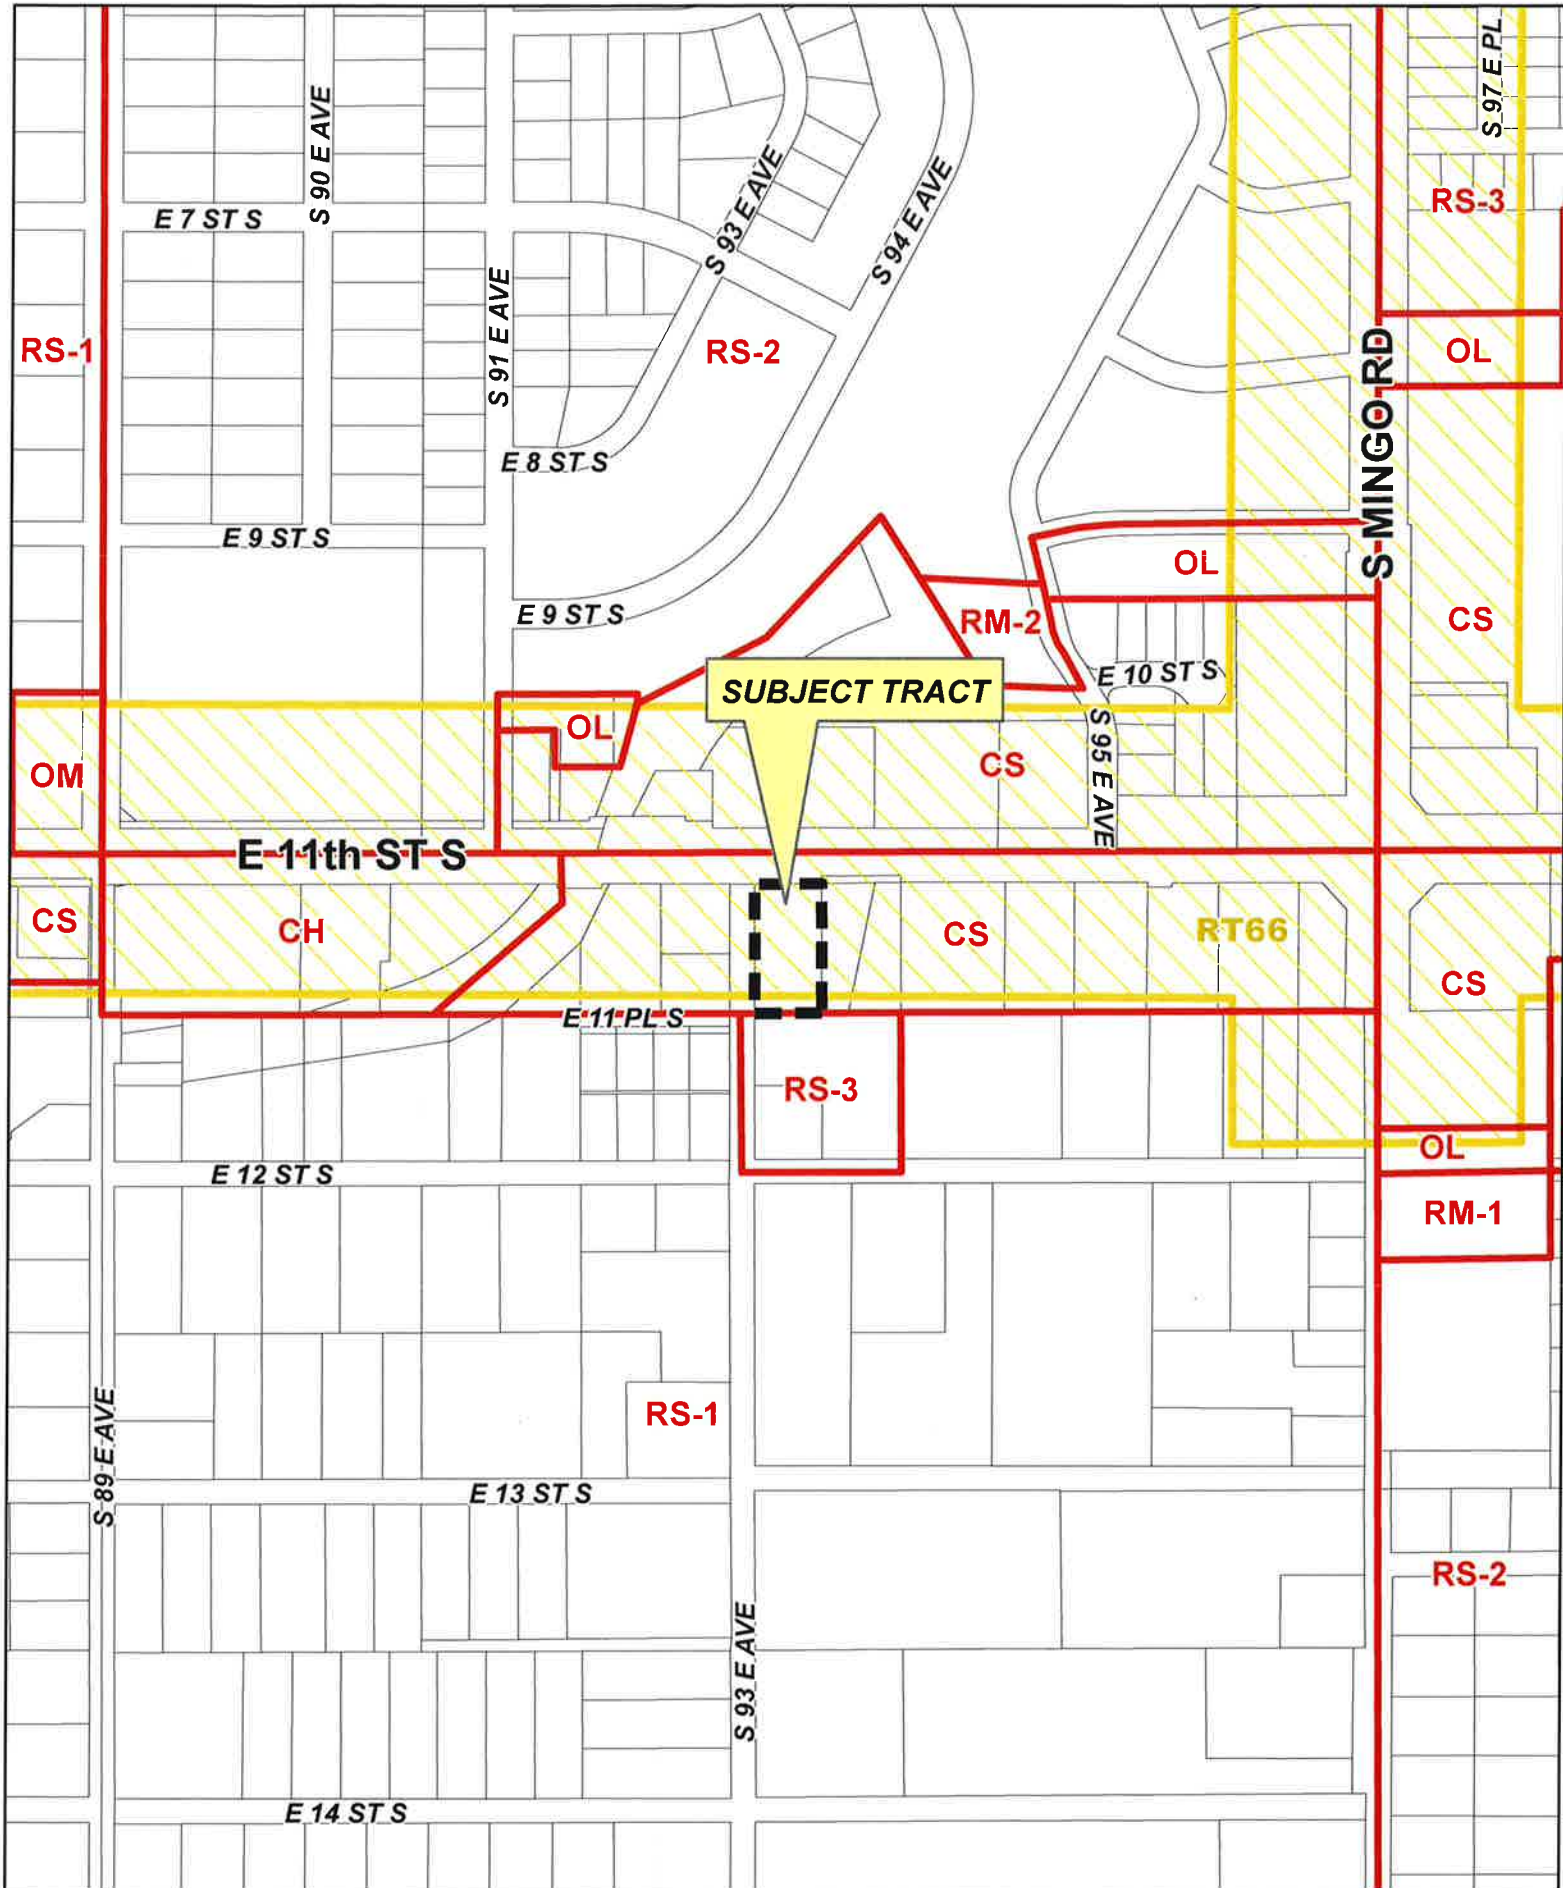 S 97 E PL
S 90 E AVE
S 93 E AVE
S 94 E AVE
RS-3
E 7 ST S
S 91 E AVE
RS-1
RS-2
OL
S MINGO RD
E 8 ST S
E 9 ST S
OL
E 9 ST S
RM-2
CS
E 10 ST S
SUBJECT TRACT
OL
S 95 E AVE
OM
CS
E 11th ST S
CS
CH
CS
RT66
CS
E 11 PL S
RS-3
OL
E 12 ST S
RM-1
RS-1
S 89 E AVE
E 13 ST S
RS-2
S 93 E AVE
E 14 ST S